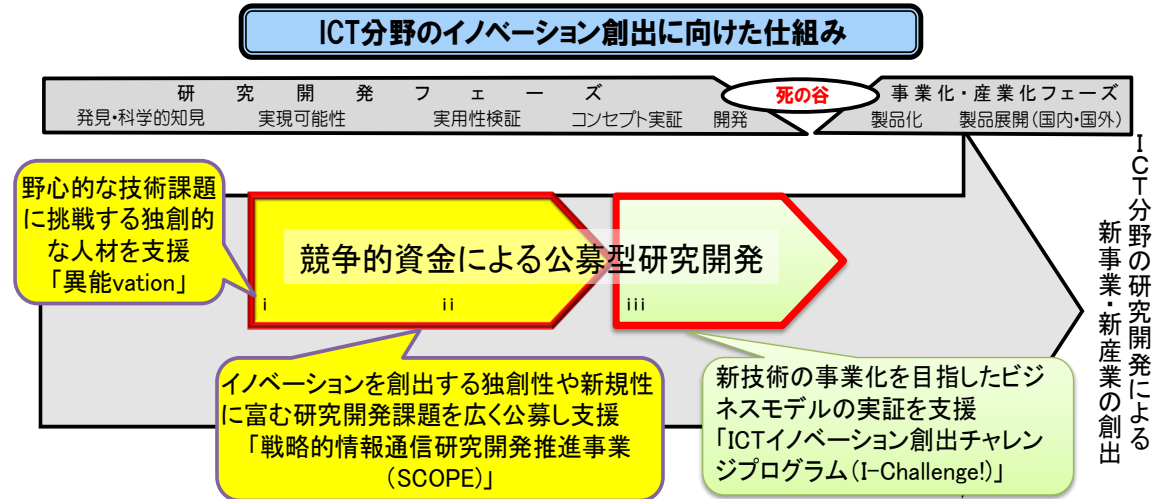 ICT分野のイノベーション創出に向けた仕組み
研究開発フェーズ
死の谷
事業化・産業化フェーズ
発見・科学的知見 実現可能性 実用性検証 コンセプト実証 開発 製品化 製品展開(国内・国外)
野心的な技術課題
に挑戦する独創的
な人材を支援
「異能vation」
競争的資金による公募型研究開発
i ii iii
イノベーションを創出する独創性や新規性
に富む研究開発課題を広く公募し支援
「戦略的情報通信研究開発推進事業
(SCOPE)」
新技術の事業化を目指したビジ
ネスモデルの実証を支援
「ICTイノベーション創出チャレン
ジプログラム(I-Challenge!)」
ICT分野の研究開発による
新事業・新産業の創出